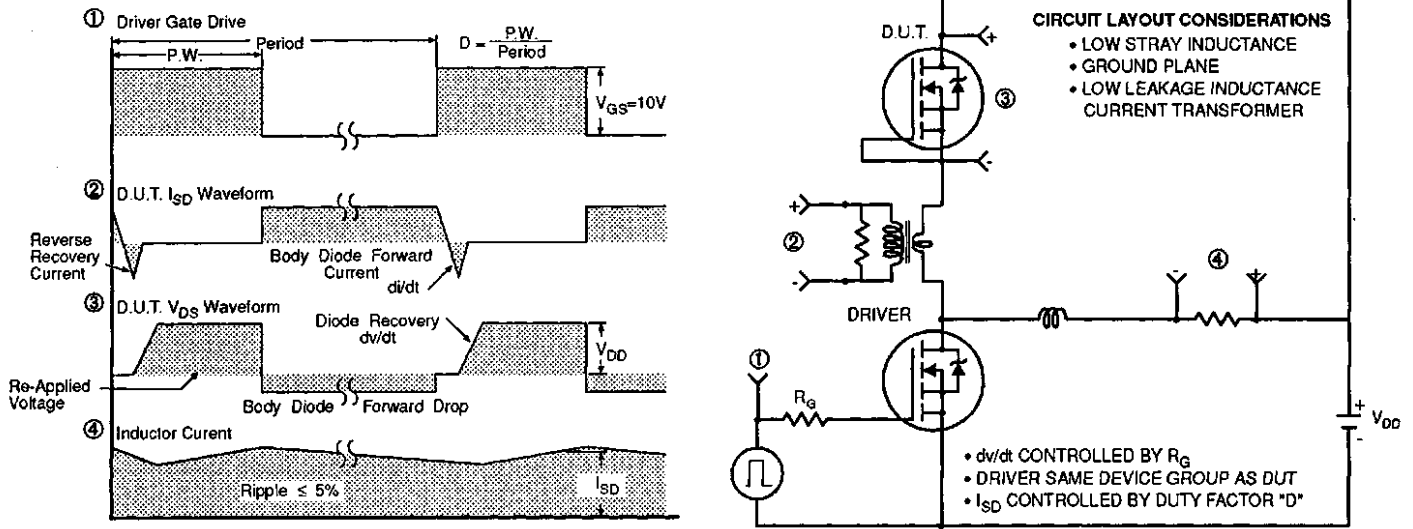 ① Driver Gate Drive
Period
P.W.
D = P.W.
Period
V_GS=10V
② D.U.T. I_SD Waveform
Reverse
Recovery
Current
Body Diode Forward
Current
di/dt
③ D.U.T. V_DS Waveform
Diode Recovery
dv/dt
V_DD
Re-Applied
Voltage
Body Diode Forward Drop
④ Inductor Curent
Ripple ≤ 5%
I_SD
CIRCUIT LAYOUT CONSIDERATIONS
• LOW STRAY INDUCTANCE
• GROUND PLANE
• LOW LEAKAGE INDUCTANCE
CURRENT TRANSFORMER
D.U.T.
+
③
-
+
②
-
④
-
+
DRIVER
①
R_G
+
V_DD
-
• dv/dt CONTROLLED BY R_G
• DRIVER SAME DEVICE GROUP AS DUT
• I_SD CONTROLLED BY DUTY FACTOR "D"